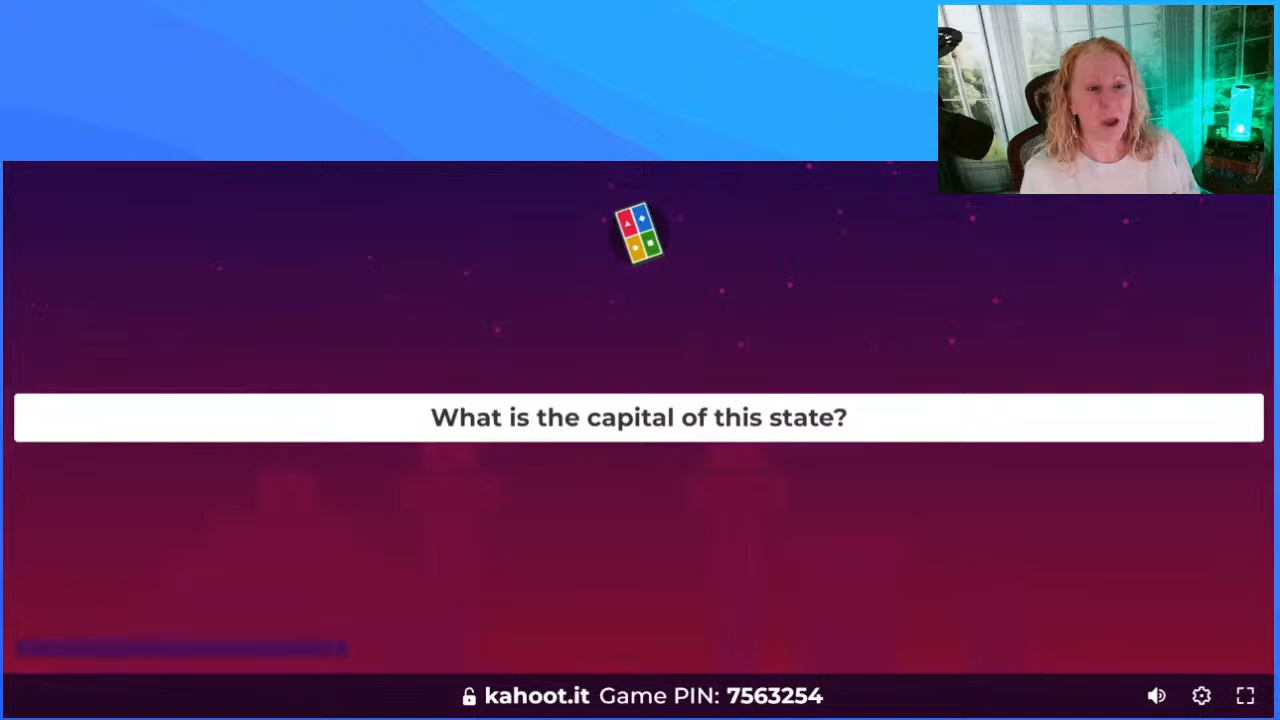 What is the capital of this state?
kahoot.it Game PIN: 7563254